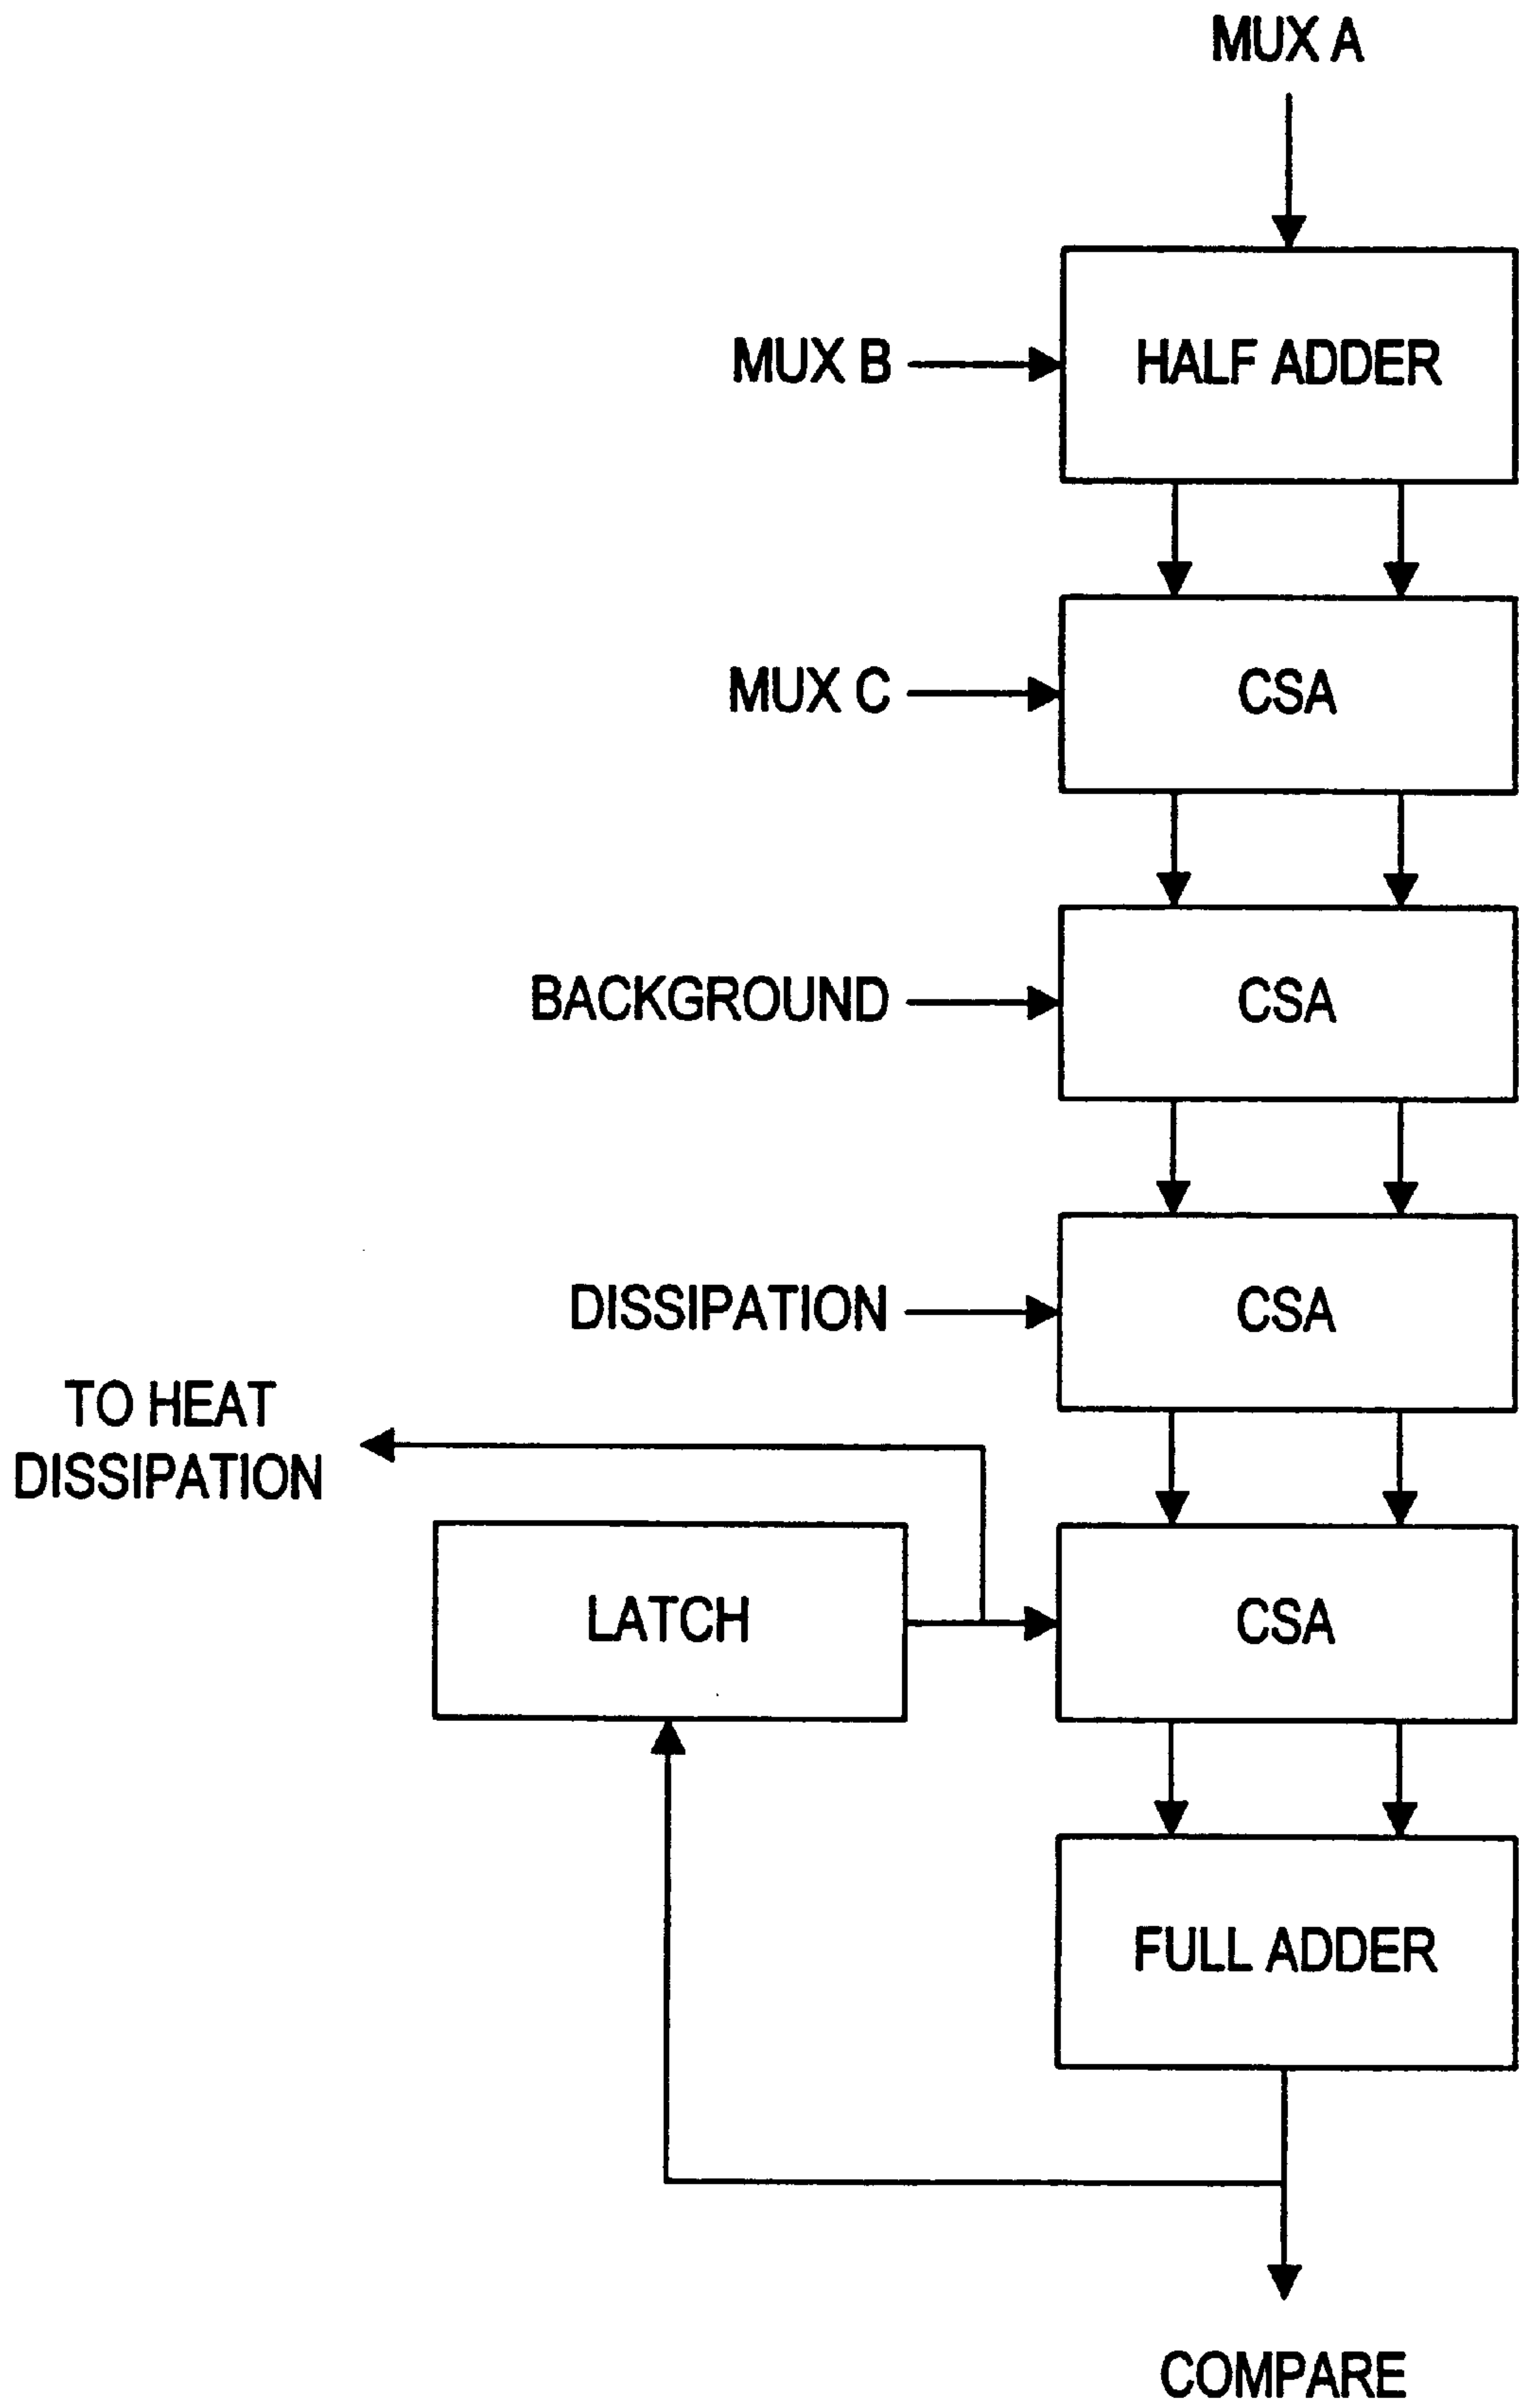 MUX A
MUX B
HALF ADDER
MUX C
CSA
BACKGROUND
CSA
DISSIPATION
CSA
TO HEAT
DISSIPATION
LATCH
CSA
FULL ADDER
COMPARE